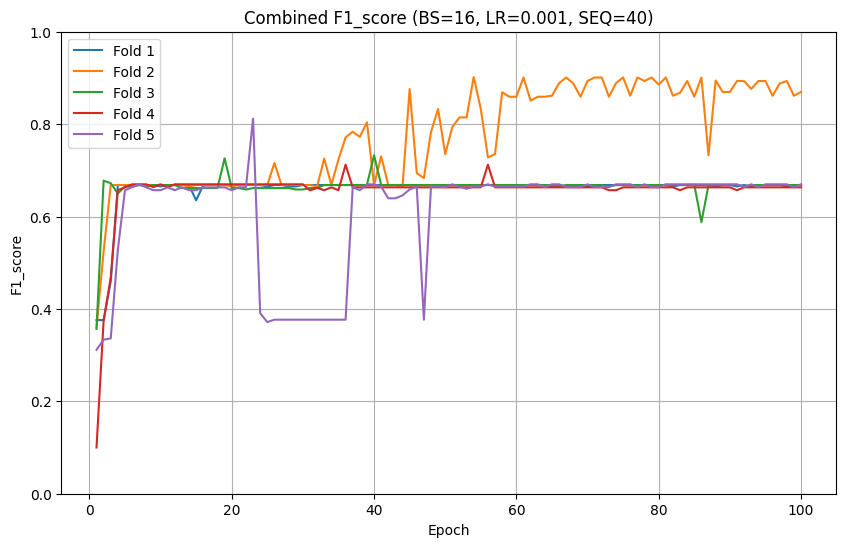 Combined F1_score (BS=16, LR=0.001, SEQ=40)
Fold 1
Fold 2
Fold 3
Fold 4
Fold 5
F1_score
1.0
0.8
0.6
0.4
0.2
0.0
0 20 40 60 80 100
Epoch